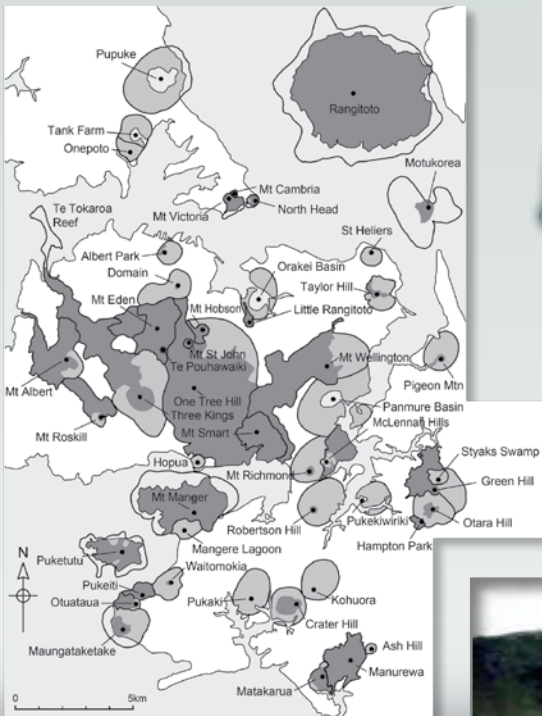 Pupuke
Rangitoto
Tank Farm
Onepoto
Motukorea
Mt Cambria
Mt Victoria
North Head
Te Tokaroa
Reef
St Heliers
Albert Park
Orakei Basin
Domain
Taylor Hill
Mt Eden
Mt Hobson
Little Rangitoto
Mt St John
Te Pouhawaiki
Mt Wellington
Mt Albert
Pigeon Mtn
One Tree Hill
Three Kings
Panmure Basin
McLennan Hills
Mt Roskill
Mt Smart
Styaks Swamp
Hopua
Mt Richmond
Green Hill
Mt Manger
Robertson Hill
Pukekiwiriki
Otara Hill
Hampton Park
Mangere Lagoon
Puketutu
Waitomokia
N
Pukeiti
Otuataua
Pukaki
Kohuora
Crater Hill
Maungataketake
Ash Hill
Manurewa
Matakarua
0 5km